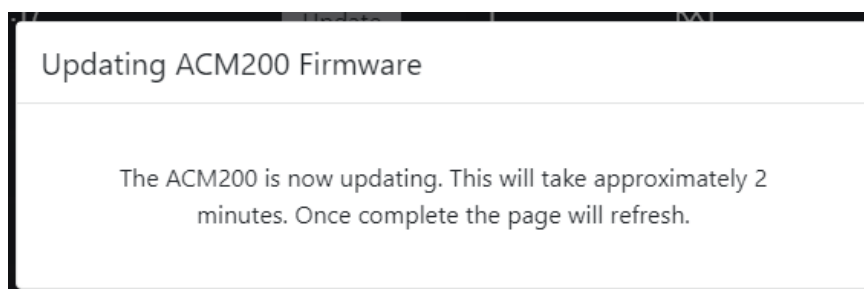 Update
Updating ACM200 Firmware
The ACM200 is now updating. This will take approximately 2
minutes. Once complete the page will refresh.